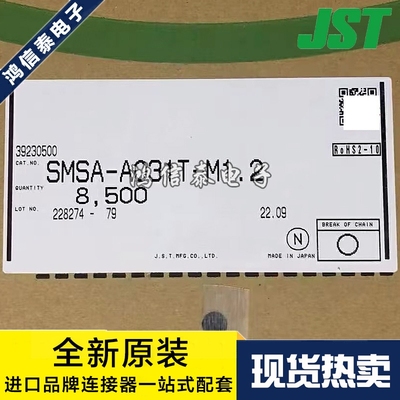 鸿信泰电子
JST
39230500
CAT.NO.
SMSA-A031T-M1.2
QUANTITY
8,500
LOT NO.
228274 - 79
22.09
RoHS2-10
N
MADE IN JAPAN
BREAK OF CHAIN
J.S.T.MFG.CO.,LTD.
鸿信泰电子
全新原装
进口品牌连接器一站式配套
现货热卖